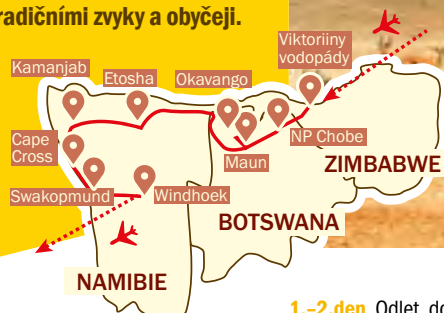 radičními zvyky a obyčeji.
Viktoriiny
vodopády
Kamanjab
Etosha
Okavango
NP Chobe
Cape
Cross
Maun
ZIMBABWE
Swakopmund
Windhoek
BOTSWANA
NAMIBIE
1.–2.den Odlet, do